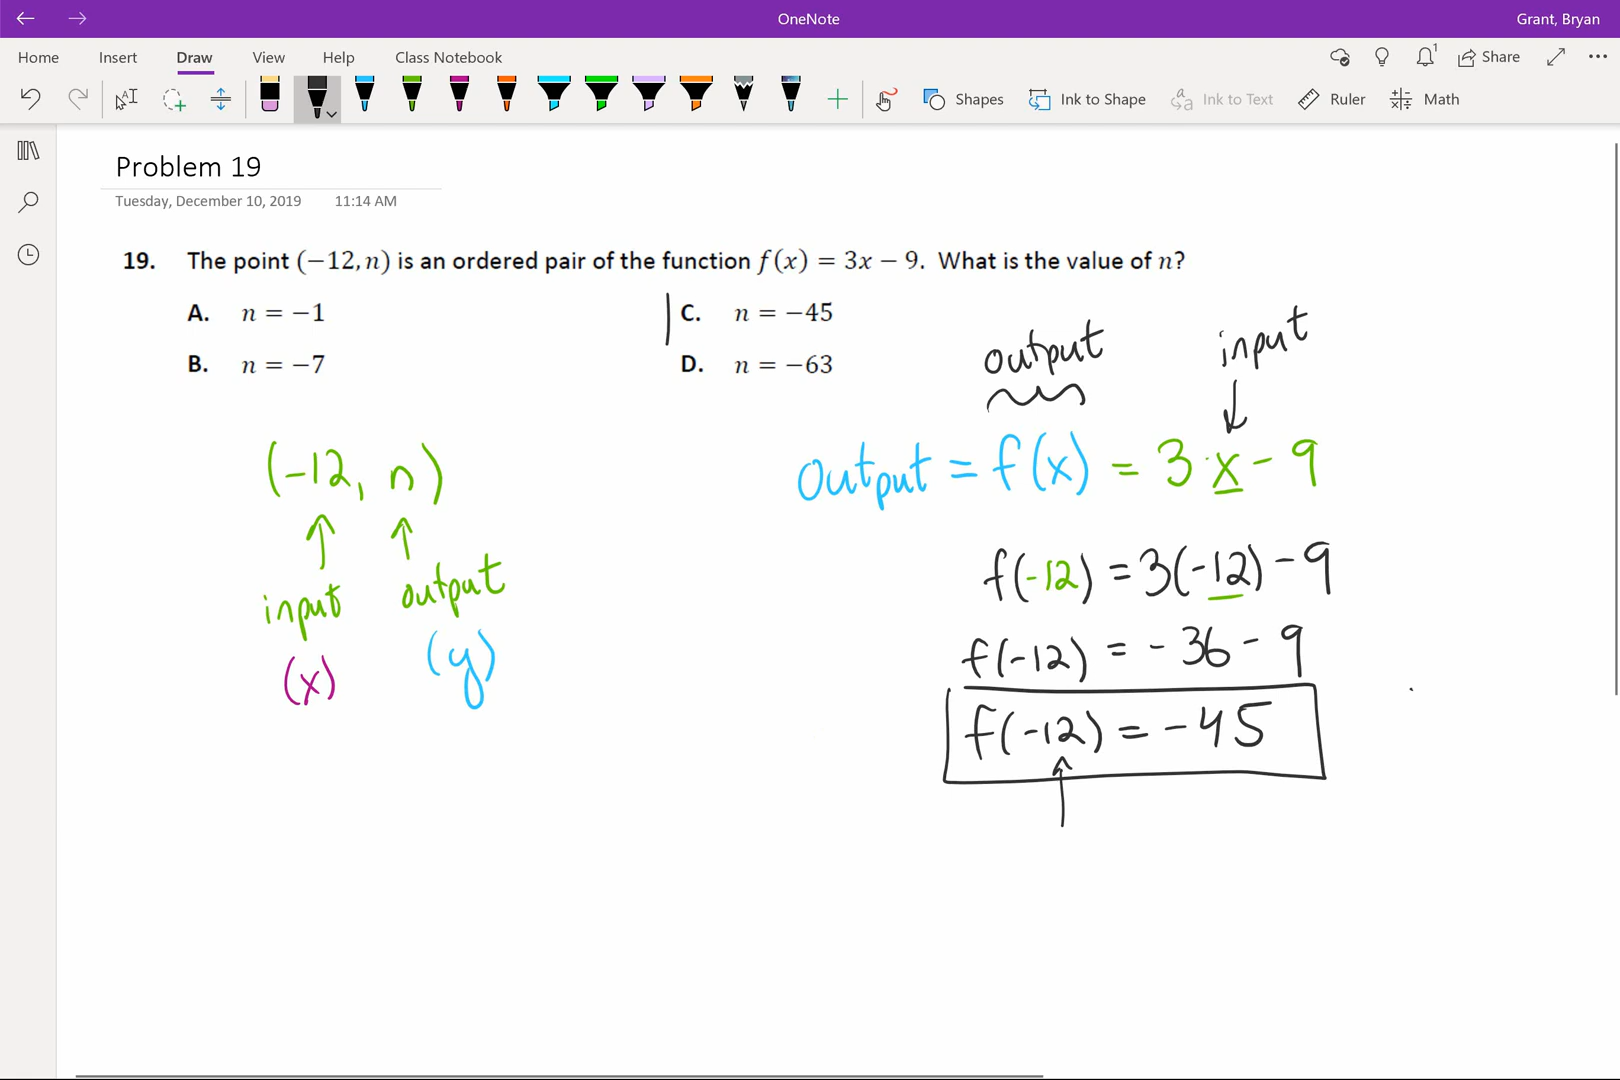 OneNote
Grant, Bryan
Home Insert Draw View Help Class Notebook
1 Share
Shapes Ink to Shape Ink to Text Ruler Math
Problem 19
Tuesday, December 10, 2019 11:14 AM
19. The point (−12, n) is an ordered pair of the function f(x) = 3x − 9. What is the value of n?
A. n = −1
C. n = −45
B. n = −7
D. n = −63
output input
(-12, n)
output = f(x) = 3·x - 9
input output
(x) (y)
f(-12) = 3(-12) - 9
f(-12) = -36 - 9
f(-12) = -45